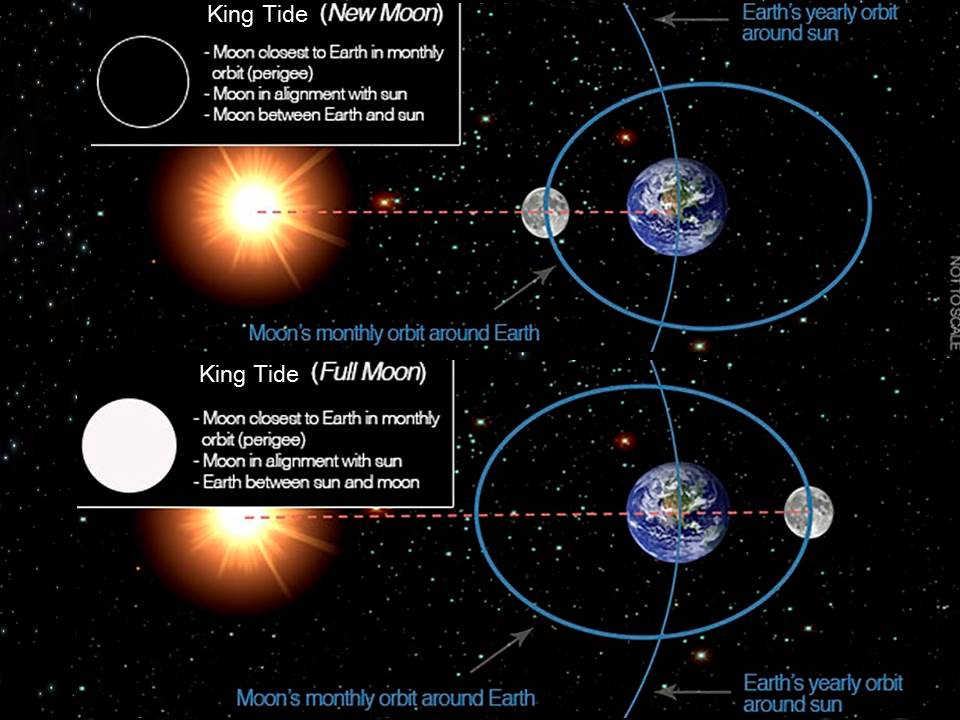 King Tide (New Moon)
- Moon closest to Earth in monthly
orbit (perigee)
- Moon in alignment with sun
- Moon between Earth and sun
Earth's yearly orbit
around sun
Moon's monthly orbit around Earth
NOT TO SCALE
King Tide (Full Moon)
- Moon closest to Earth in monthly
orbit (perigee)
- Moon in alignment with sun
- Earth between sun and moon
Moon's monthly orbit around Earth
Earth's yearly orbit
around sun